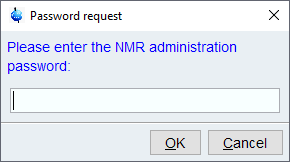 Password request
Please enter the NMR administration
password:
OK Cancel